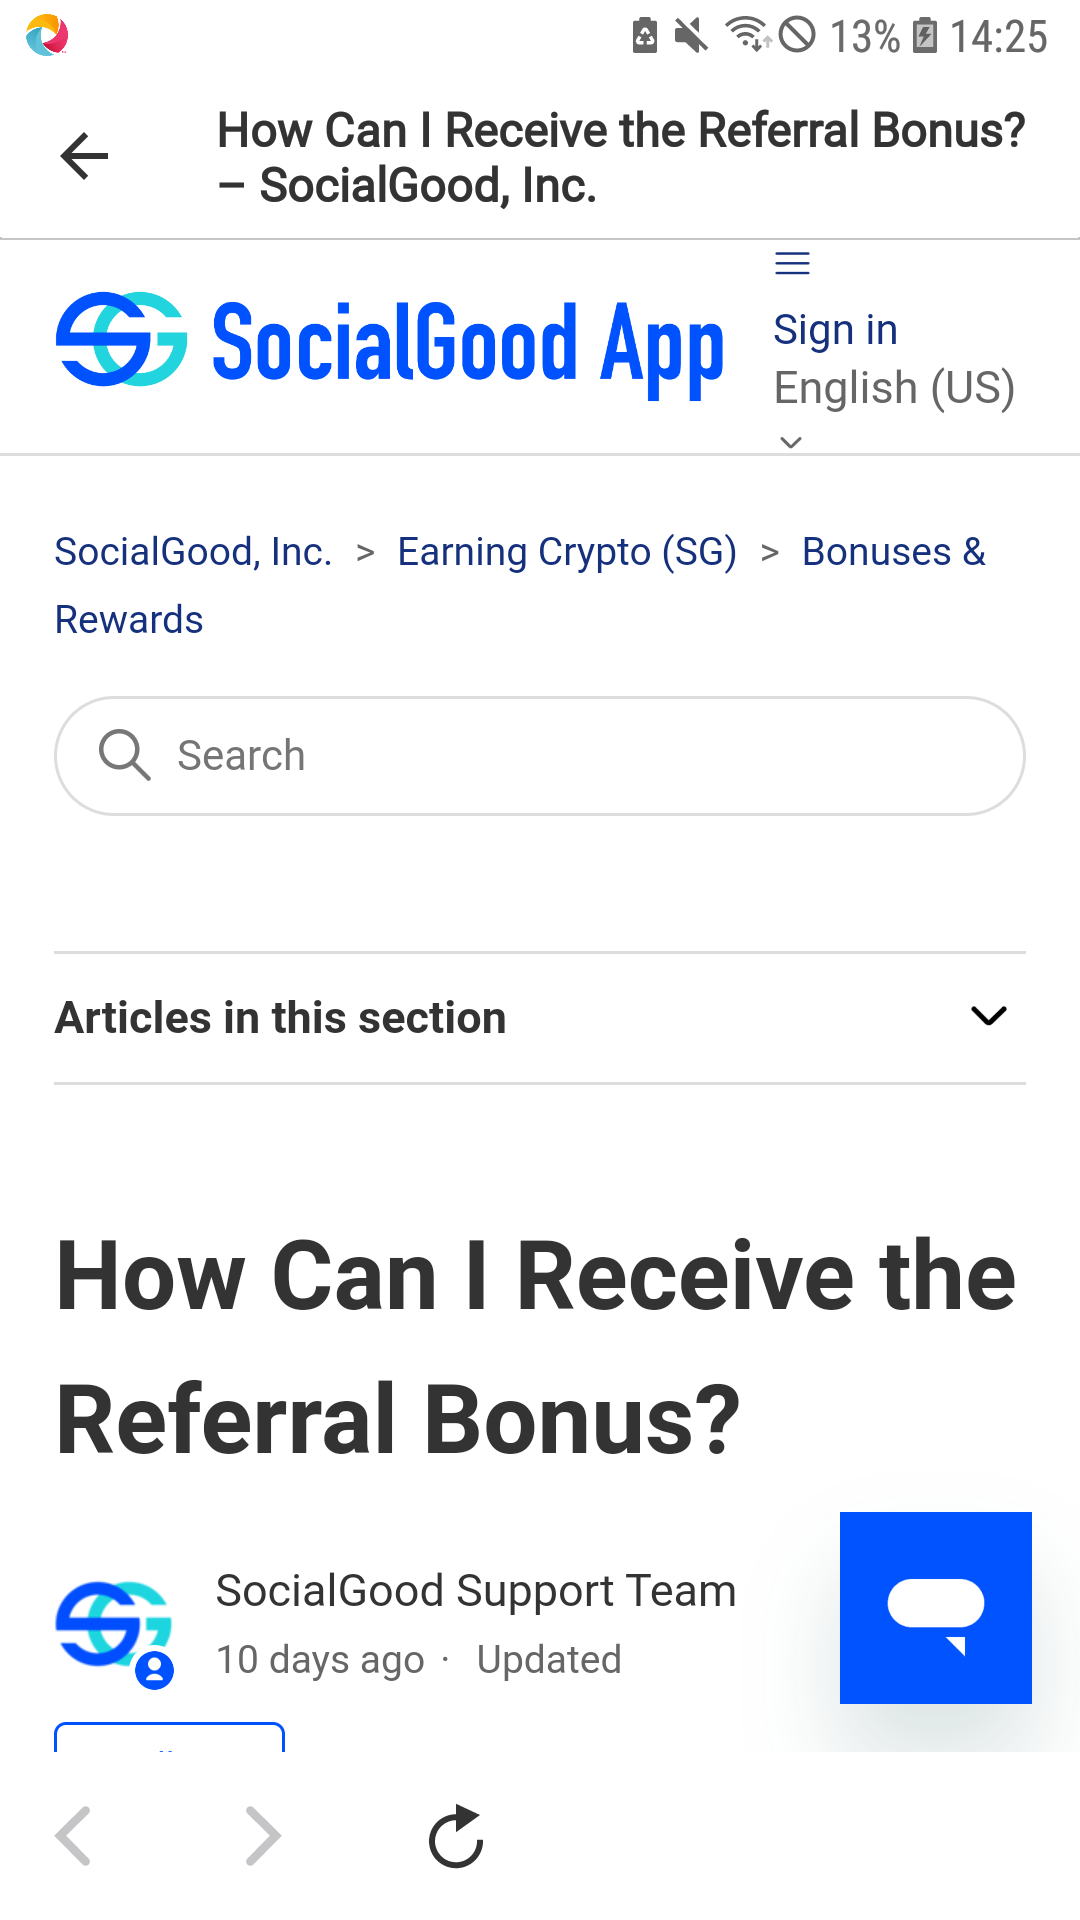 13% 14:25
How Can I Receive the Referral Bonus?
– SocialGood, Inc.
SocialGood App
Sign in
English (US)
SocialGood, Inc. > Earning Crypto (SG) > Bonuses &
Rewards
Search
Articles in this section
How Can I Receive the
Referral Bonus?
SocialGood Support Team
10 days ago · Updated